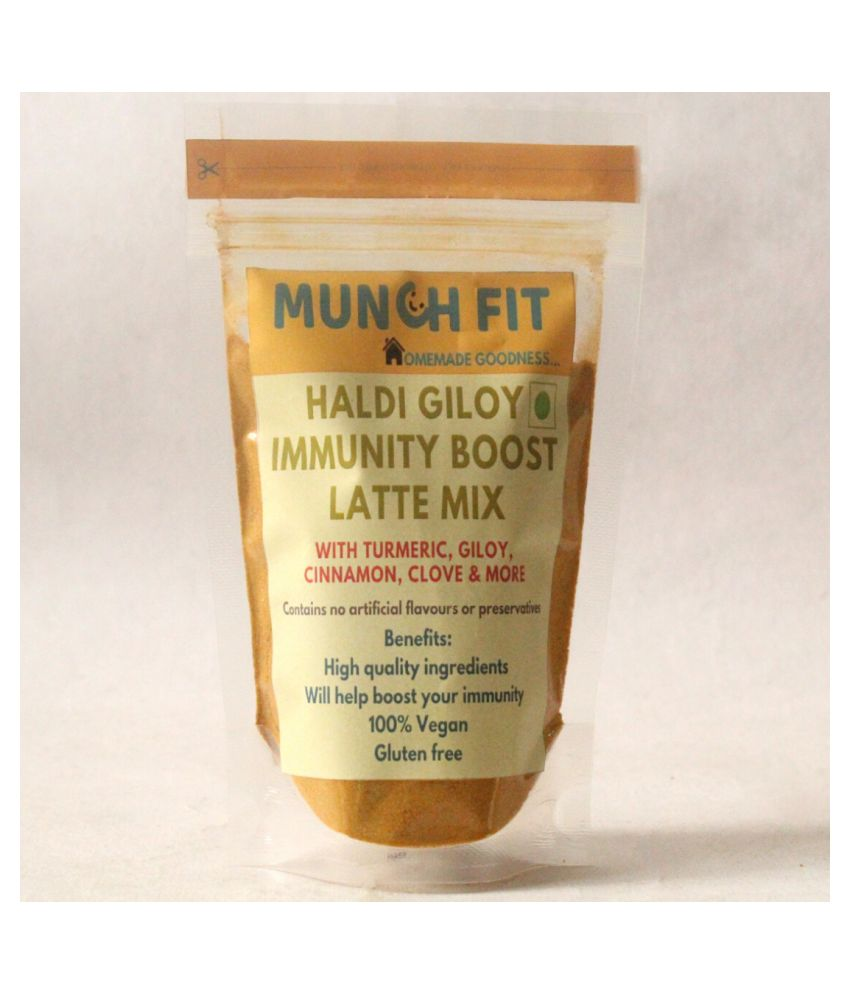 MUNCH FIT
HOMEMADE GOODNESS...
HALDI GILOY
IMMUNITY BOOST
LATTE MIX
WITH TURMERIC, GILOY,
CINNAMON, CLOVE & MORE
Contains no artificial flavours or preservatives
Benefits:
High quality ingredients
Will help boost your immunity
100% Vegan
Gluten free